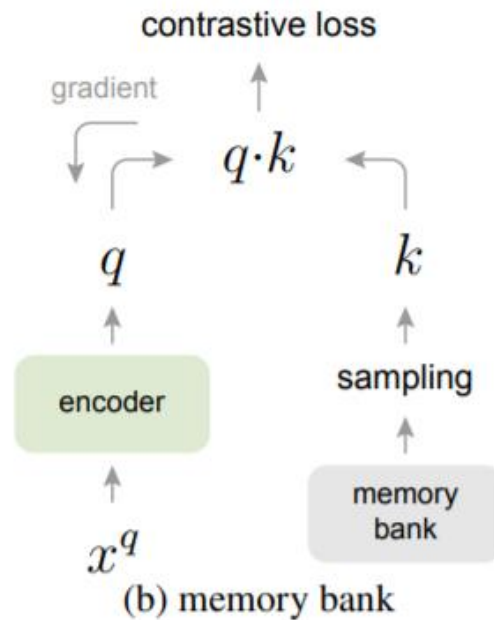 contrastive loss
gradient
q·k
q
k
encoder
sampling
memory
bank
x^q
(b) memory bank